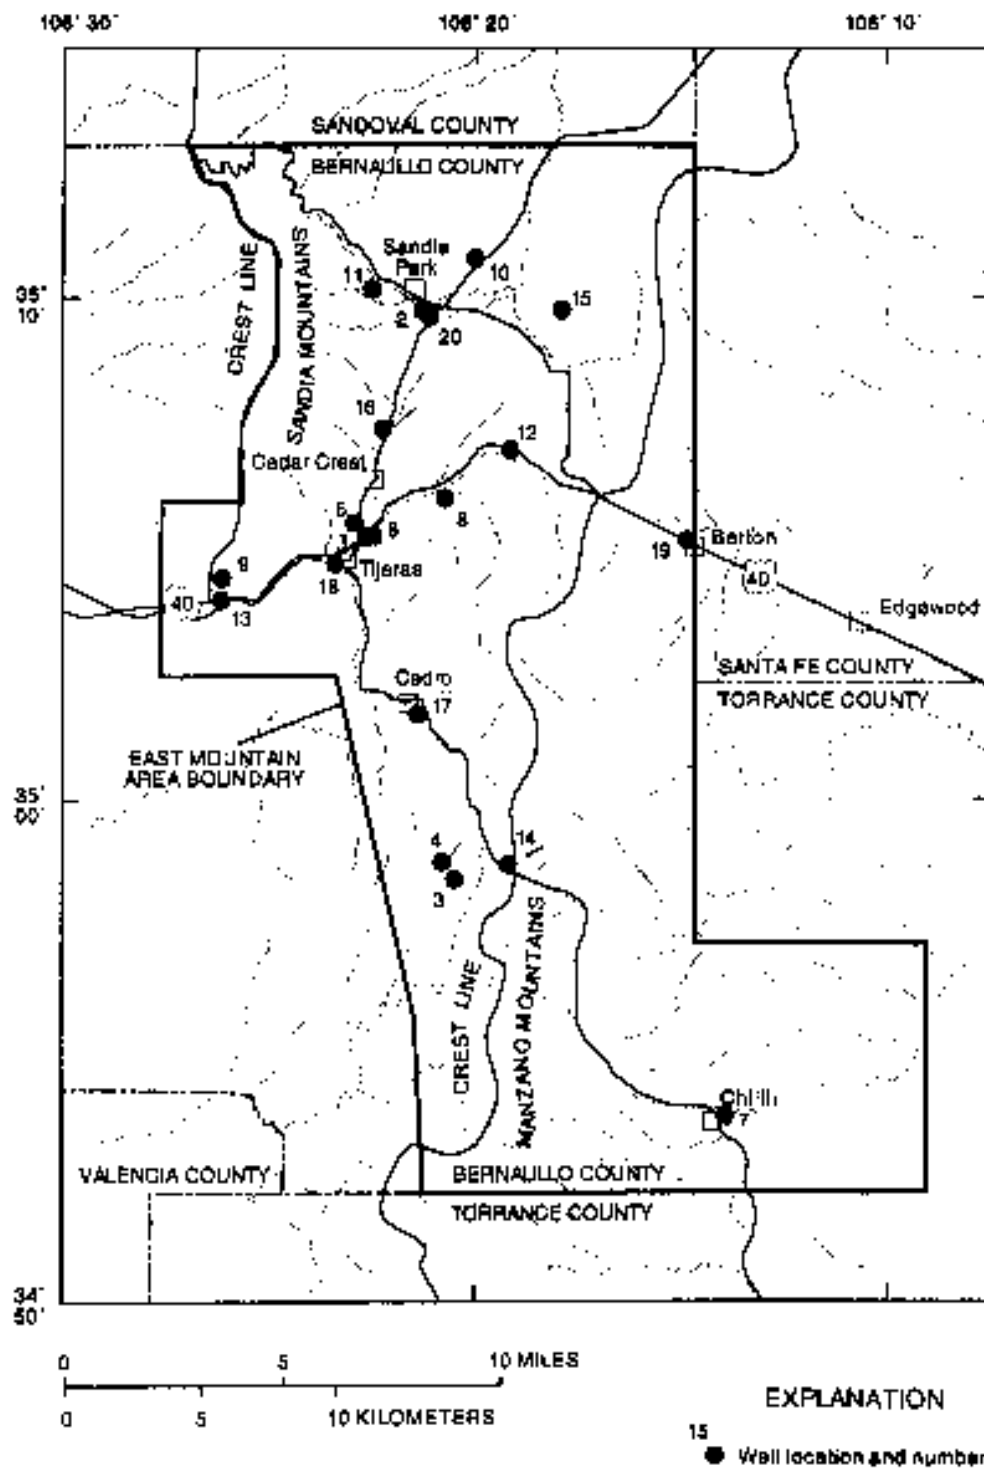 106° 30´ 106° 20´ 106° 10´
SANDOVAL COUNTY
BERNALILLO COUNTY
Sandia
Park
CREST LINE
SANDIA MOUNTAINS
11
10
35°
10´
15
2
20
16
12
Cedar Crest
8
1
Tijeras
9
18
19
Barton
40
13
40
Edgewood
SANTA FE COUNTY
TORRANCE COUNTY
Cedro
17
EAST MOUNTAIN
AREA BOUNDARY
35°
00´
4
14
3
CREST LINE
MANZANO MOUNTAINS
Chilili
7
VALENCIA COUNTY
BERNALILLO COUNTY
TORRANCE COUNTY
34°
50´
0 5 10 MILES
0 5 10 KILOMETERS
EXPLANATION
15
Well location and number